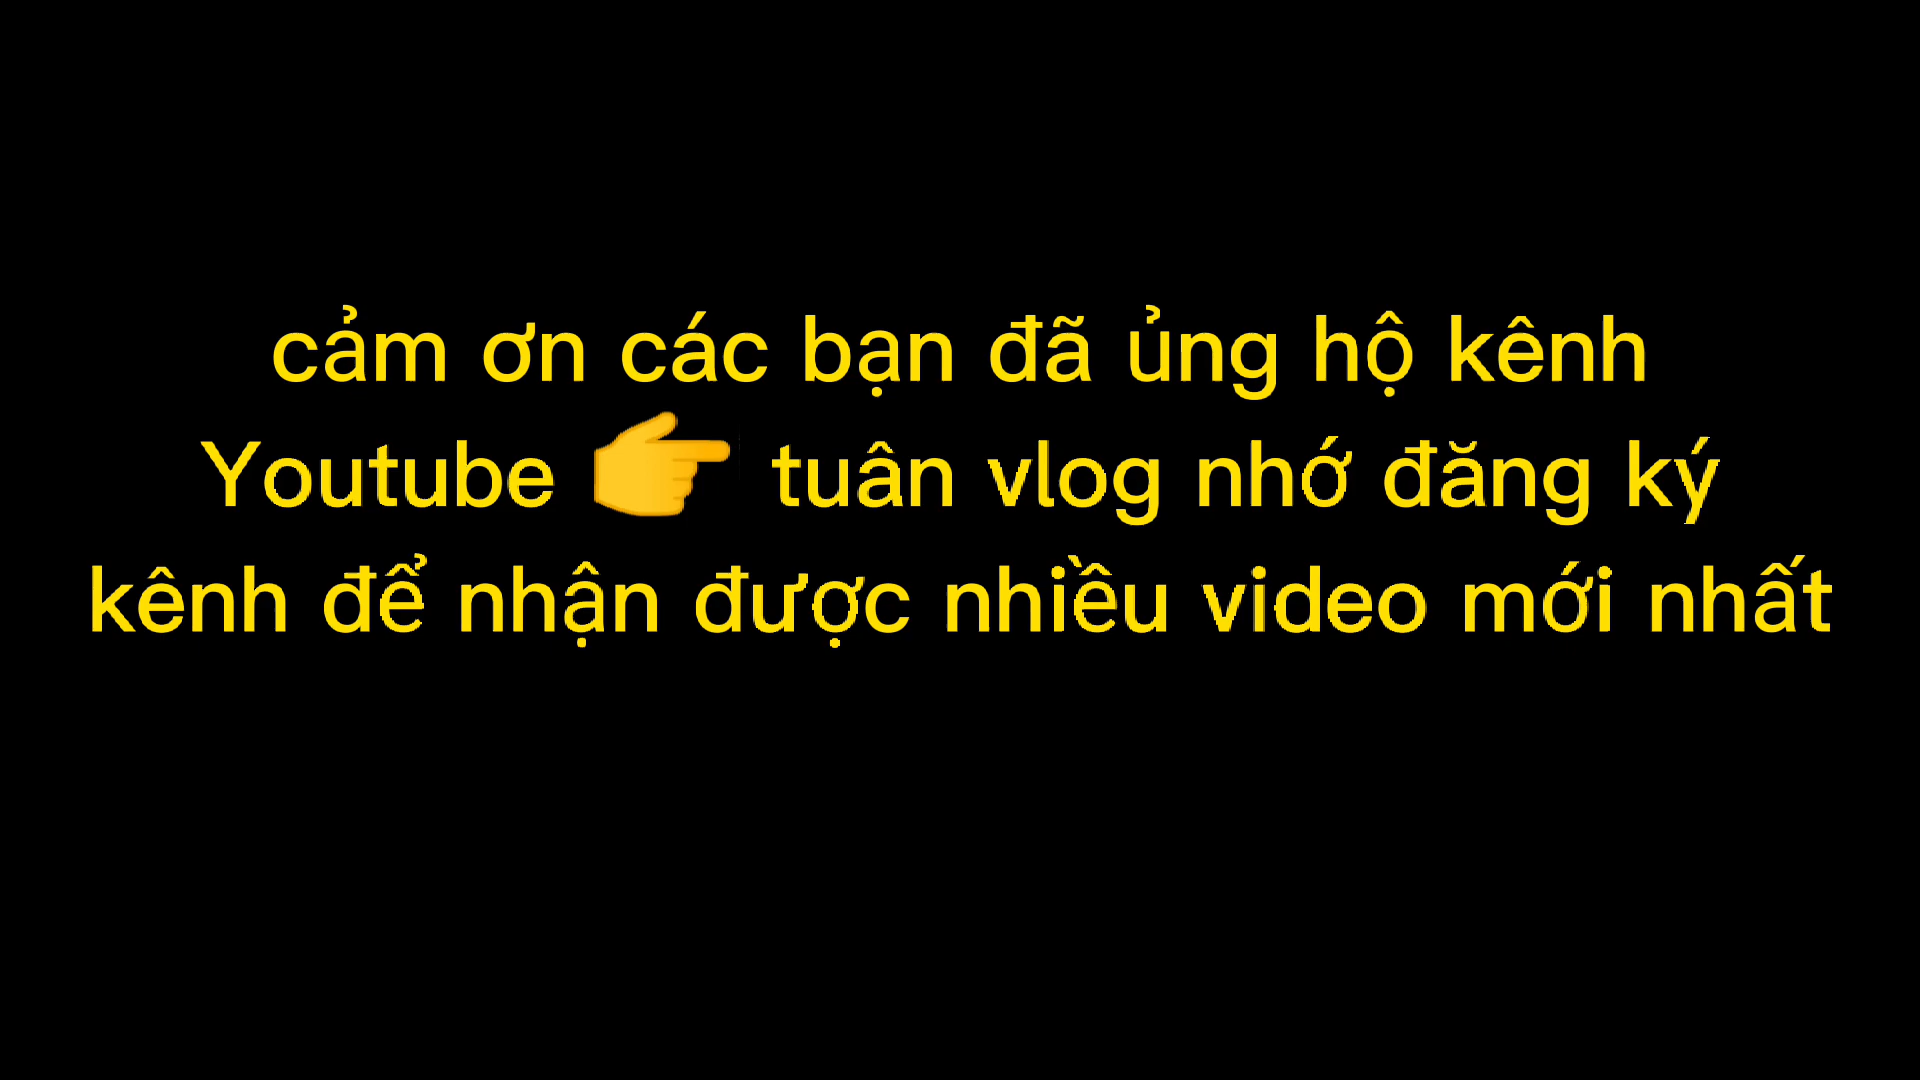 cảm ơn các bạn đã ủng hộ kênh
Youtube 👉 tuân vlog nhớ đăng ký
kênh để nhận được nhiều video mới nhất